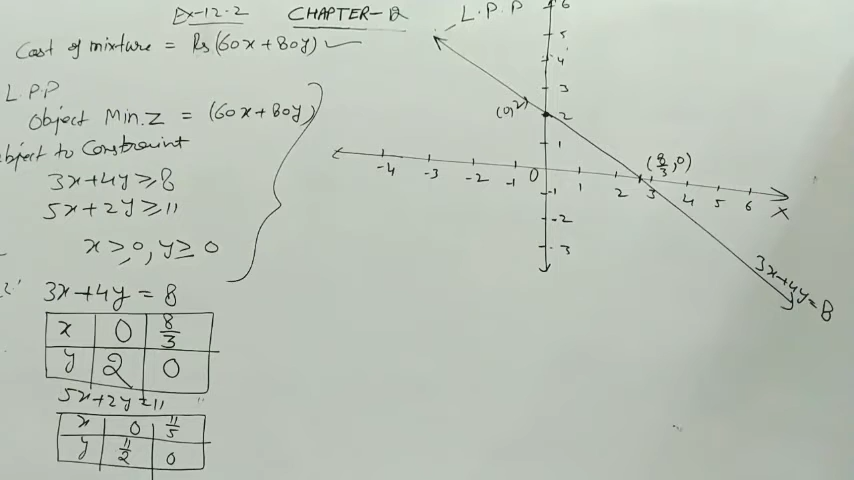 Ex-12.2 CHAPTER-12
L.P.P
Cost of mixture = Rs(60x+80y)
L.P.P
Object Min.Z = (60x+80y)
bject to Constraint
3x+4y≥8
5x+2y≥11
x≥0, y≥0
3x+4y=8
x 0 8/3
y 2 0
5x+2y=11
x 0 11/5
y 11/2 0
6
5
4
3
(0,2) 2
1
-4 -3 -2 -1 0 1 2 3 4 5 6 X
(8/3,0)
-1
-2
-3
3x+4y=8